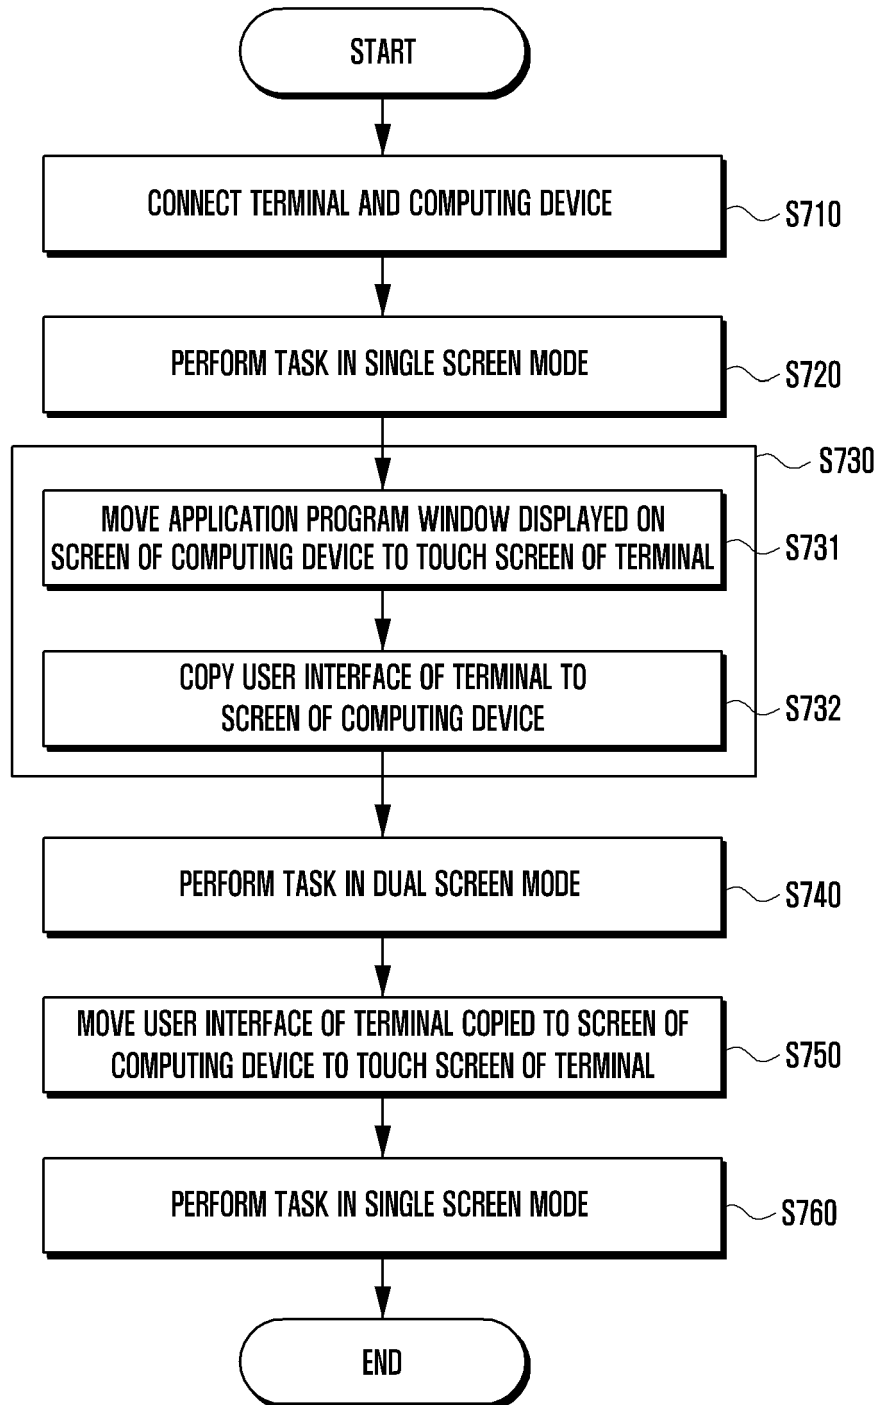 START
CONNECT TERMINAL AND COMPUTING DEVICE
S710
PERFORM TASK IN SINGLE SCREEN MODE
S720
S730
MOVE APPLICATION PROGRAM WINDOW DISPLAYED ON
SCREEN OF COMPUTING DEVICE TO TOUCH SCREEN OF TERMINAL
S731
COPY USER INTERFACE OF TERMINAL TO
SCREEN OF COMPUTING DEVICE
S732
PERFORM TASK IN DUAL SCREEN MODE
S740
MOVE USER INTERFACE OF TERMINAL COPIED TO SCREEN OF
COMPUTING DEVICE TO TOUCH SCREEN OF TERMINAL
S750
PERFORM TASK IN SINGLE SCREEN MODE
S760
END